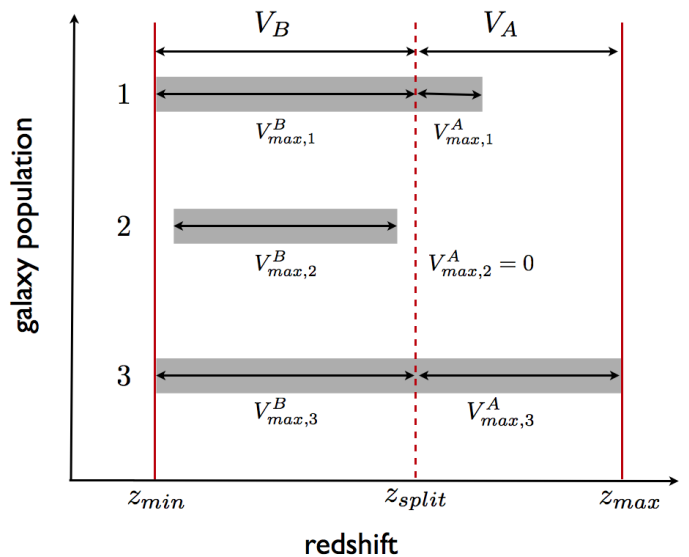 V_B V_A
1
V^B_{max,1} V^A_{max,1}
2
V^B_{max,2} V^A_{max,2} = 0
3
V^B_{max,3} V^A_{max,3}
galaxy population
z_{min} z_{split} z_{max}
redshift